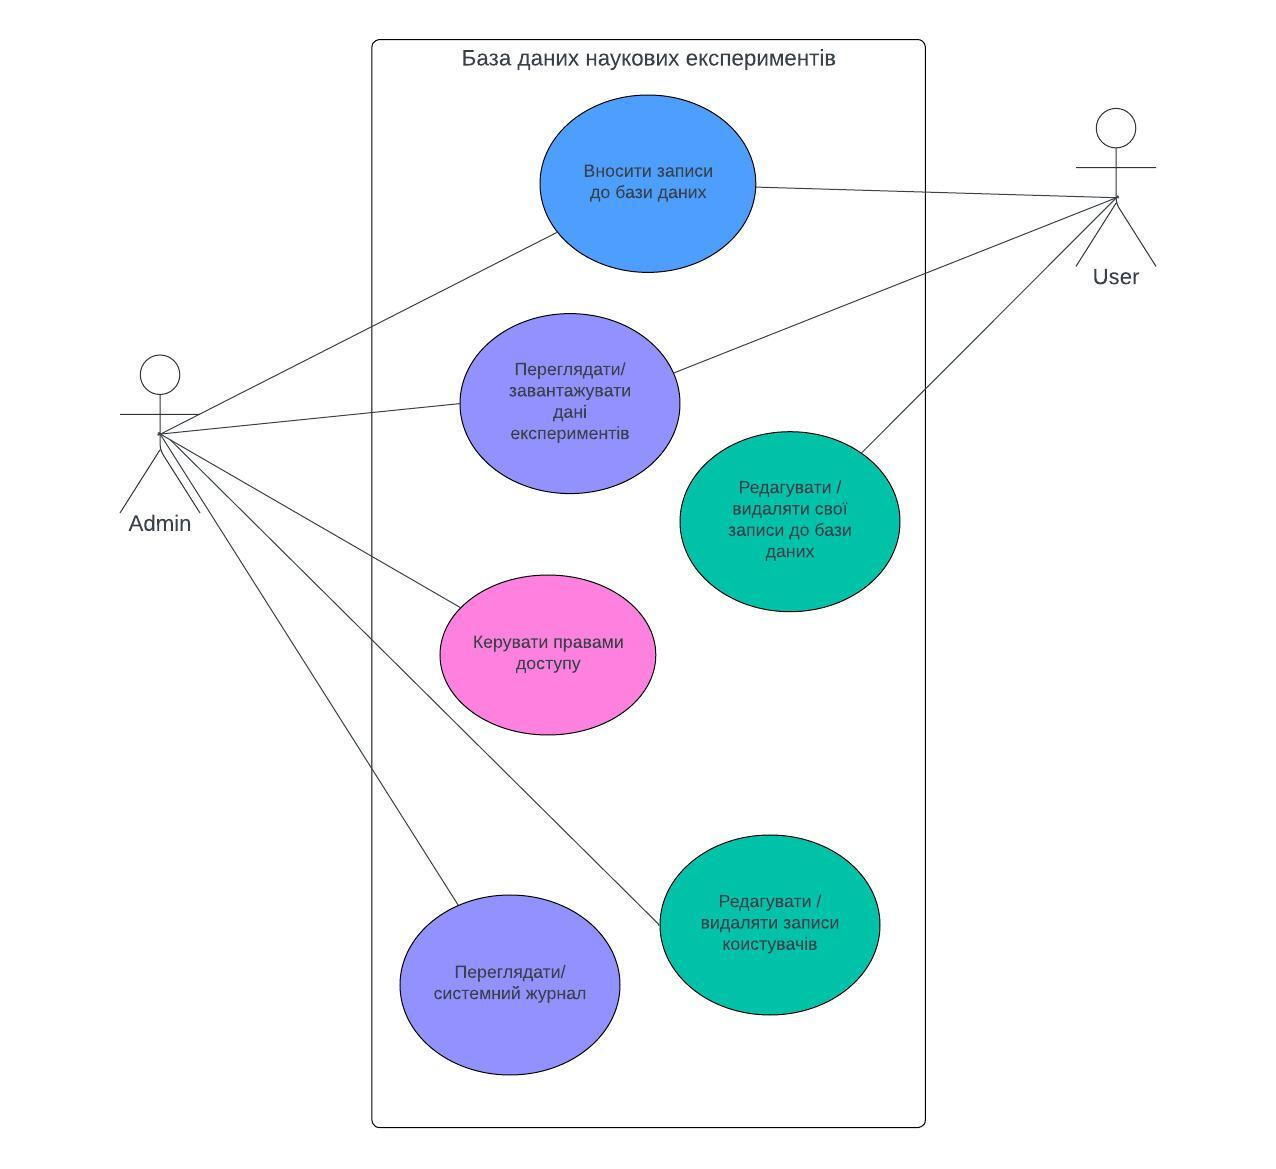 База даних наукових експериментів
Вносити записи
до бази даних
User
Переглядати/
завантажувати
дані
експериментів
Admin
Редагувати /
видаляти свої
записи до бази
даних
Керувати правами
доступу
Редагувати /
видаляти записи
коистувачів
Переглядати/
системний журнал